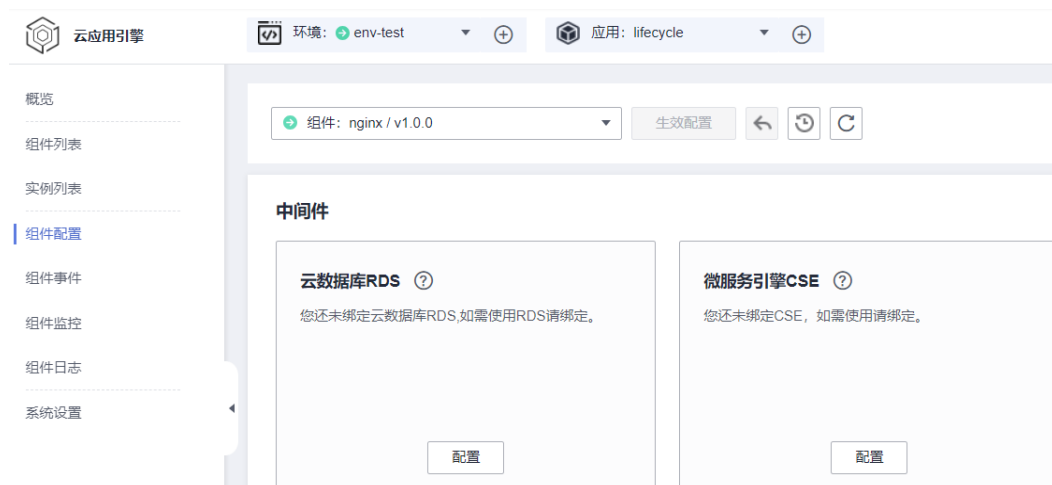 云应用引擎
环境：env-test
应用：lifecycle
概览
组件列表
实例列表
组件配置
组件事件
组件监控
组件日志
系统设置
组件：nginx / v1.0.0
生效配置
中间件
云数据库RDS
您还未绑定云数据库RDS,如需使用RDS请绑定。
配置
微服务引擎CSE
您还未绑定CSE，如需使用请绑定。
配置